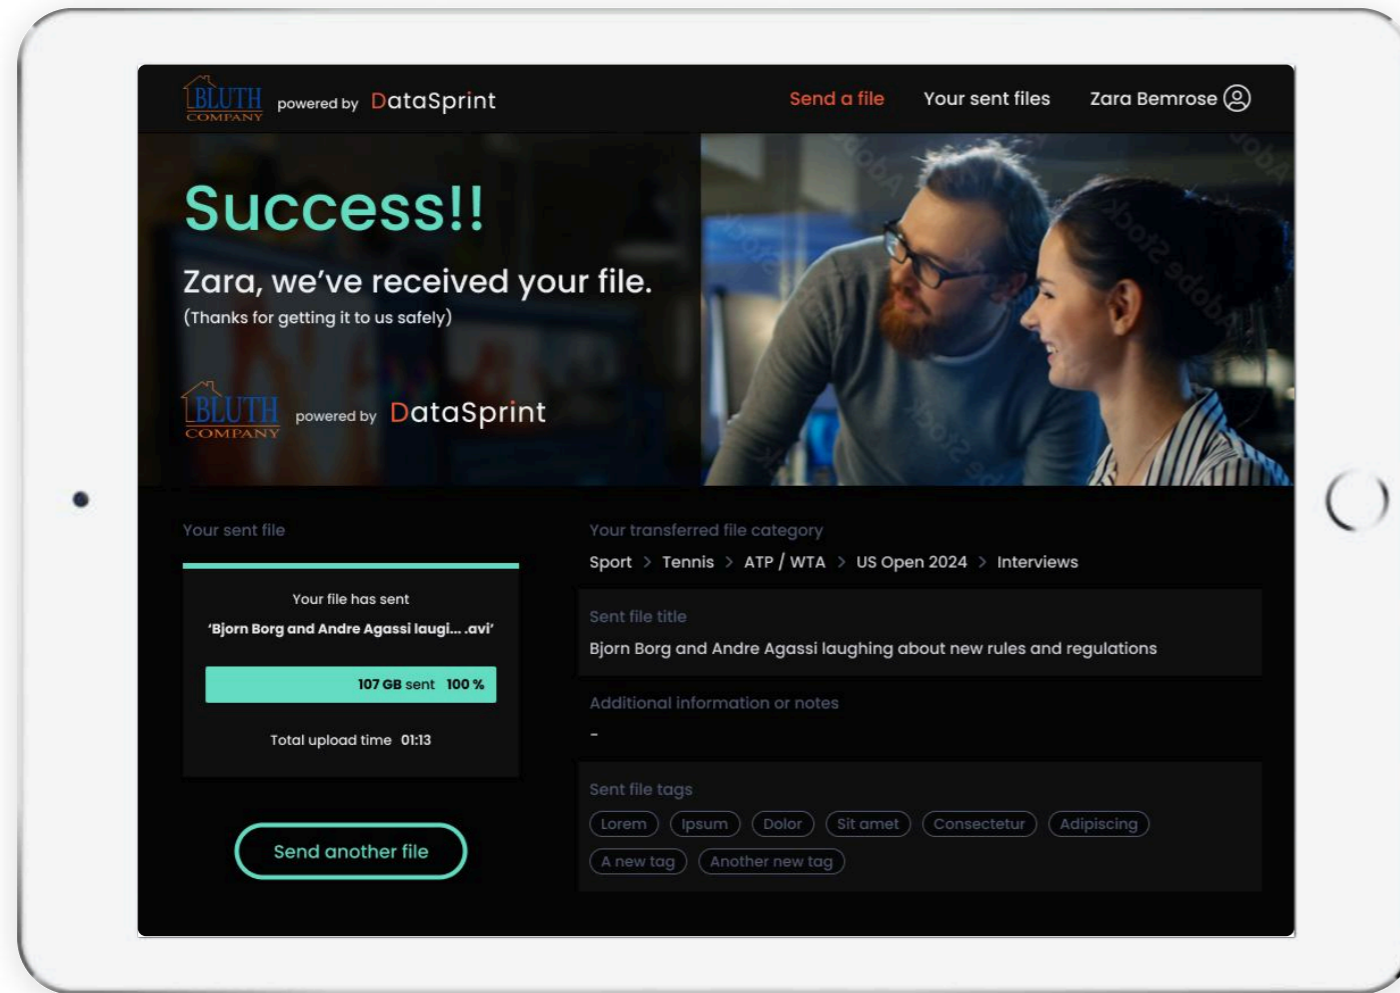 BLUTH
COMPANY
powered by DataSprint
Send a file
Your sent files
Zara Bemrose
Success!!
Zara, we've received your file.
(Thanks for getting it to us safely)
BLUTH
COMPANY
powered by DataSprint
Adobe Stock
Your sent file
Your file has sent
‘Bjorn Borg and Andre Agassi laugi... .avi’
107 GB sent 100 %
Total upload time 01:13
Send another file
Your transferred file category
Sport > Tennis > ATP / WTA > US Open 2024 > Interviews
Sent file title
Bjorn Borg and Andre Agassi laughing about new rules and regulations
Additional information or notes
-
Sent file tags
Lorem Ipsum Dolor Sit amet Consectetur Adipiscing
A new tag Another new tag